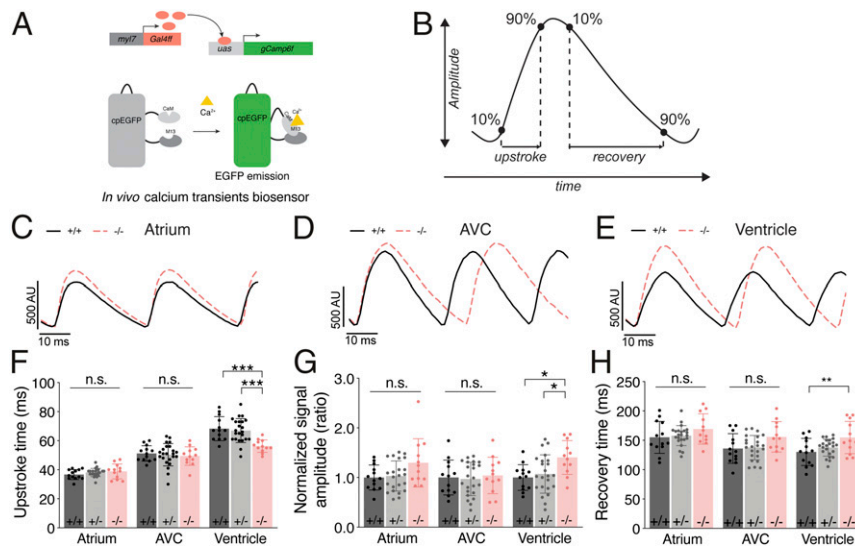 A
myl7 Gal4ff
uas gCamp6f
cpEGFP
CaM
M13
Ca²⁺
cpEGFP
Ca²⁺
M13
EGFP emission
In vivo calcium transients biosensor
B
90% 10%
Amplitude
10% 90%
upstroke recovery
time
C +/+ -/- Atrium
500 AU
10 ms
D +/+ -/- AVC
500 AU
10 ms
E +/+ -/- Ventricle
500 AU
10 ms
F
Upstroke time (ms)
100
80
60
40
20
0
n.s. n.s. *** ***
+/+ +/- -/- +/+ +/- -/- +/+ +/- -/-
Atrium AVC Ventricle
G
Normalized signal
amplitude (ratio)
3.0
2.0
1.0
0.0
n.s. n.s. * *
+/+ +/- -/- +/+ +/- -/- +/+ +/- -/-
Atrium AVC Ventricle
H
Recovery time (ms)
250
200
150
100
50
0
n.s. n.s. **
+/+ +/- -/- +/+ +/- -/- +/+ +/- -/-
Atrium AVC Ventricle